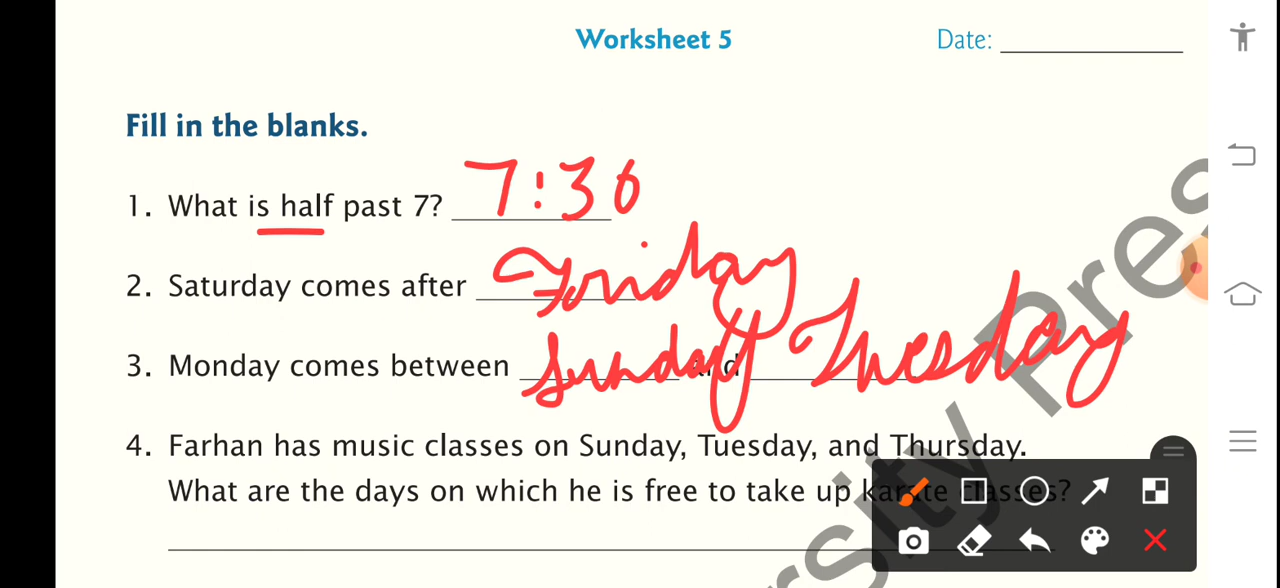 Worksheet 5 Date:
Fill in the blanks.
1. What is half past 7? 7:30
2. Saturday comes after Friday
3. Monday comes between Sunday and Tuesday
4. Farhan has music classes on Sunday, Tuesday, and Thursday.
What are the days on which he is free to take up karate classes?
versity Pres